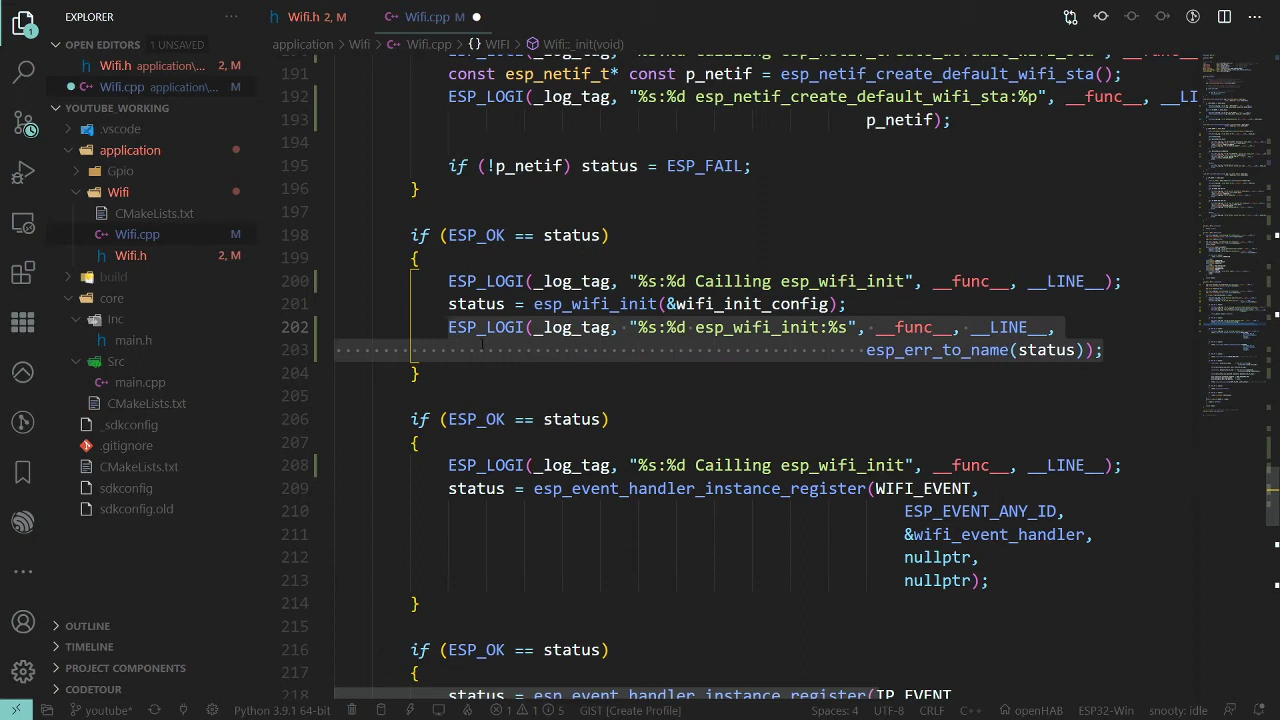 EXPLORER
OPEN EDITORS 1 UNSAVED
Wifi.h application\... 2, M
Wifi.cpp application\... M
YOUTUBE_WORKING
.vscode
application
Gpio
Wifi
CMakeLists.txt
Wifi.cpp M
Wifi.h 2, M
build
core
Inc
main.h
Src
main.cpp
CMakeLists.txt
_sdkconfig
.gitignore
CMakeLists.txt
sdkconfig
sdkconfig.old
OUTLINE
TIMELINE
PROJECT COMPONENTS
CODETOUR
Wifi.h 2, M
Wifi.cpp M
application > Wifi > Wifi.cpp > {} WIFI > Wifi::_init(void)
191 const esp_netif_t* const p_netif = esp_netif_create_default_wifi_sta();
192 ESP_LOGI(_log_tag, "%s:%d esp_netif_create_default_wifi_sta:%p", __func__, __LI
193 p_netif);
194
195 if (!p_netif) status = ESP_FAIL;
196 }
197
198 if (ESP_OK == status)
199 {
200 ESP_LOGI(_log_tag, "%s:%d Cailling esp_wifi_init", __func__, __LINE__);
201 status = esp_wifi_init(&wifi_init_config);
202 ESP_LOGI(_log_tag, "%s:%d esp_wifi_init:%s", __func__, __LINE__,
203 esp_err_to_name(status));
204 }
205
206 if (ESP_OK == status)
207 {
208 ESP_LOGI(_log_tag, "%s:%d Cailling esp_wifi_init", __func__, __LINE__);
209 status = esp_event_handler_instance_register(WIFI_EVENT,
210 ESP_EVENT_ANY_ID,
211 &wifi_event_handler,
212 nullptr,
213 nullptr);
214 }
215
216 if (ESP_OK == status)
217 {
218 status = esp_event_handler_instance_register(IP_EVENT,
youtube* Python 3.9.1 64-bit 1 1 5 GIST [Create Profile] Spaces: 4 UTF-8 CRLF C++ openHAB ESP32-Win snooty: idle